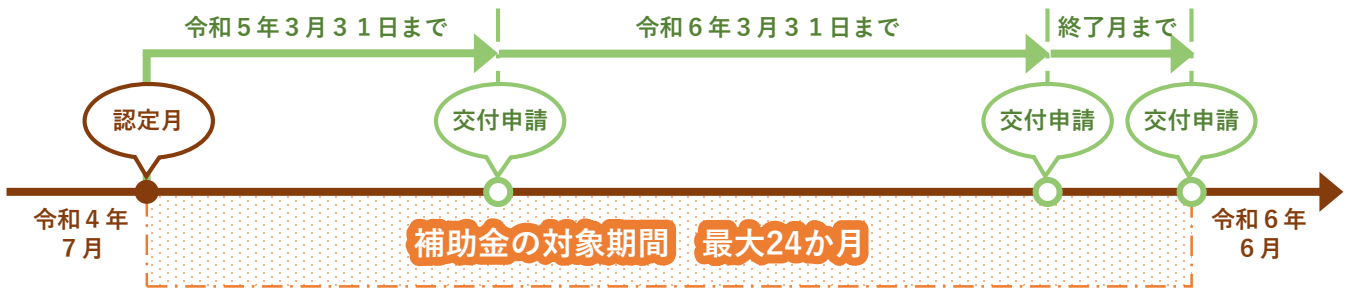 令和５年３月３１日まで
令和６年３月３１日まで
終了月まで
認定月
交付申請
交付申請
交付申請
令和４年
７月
補助金の対象期間 最大24か月
令和６年
６月